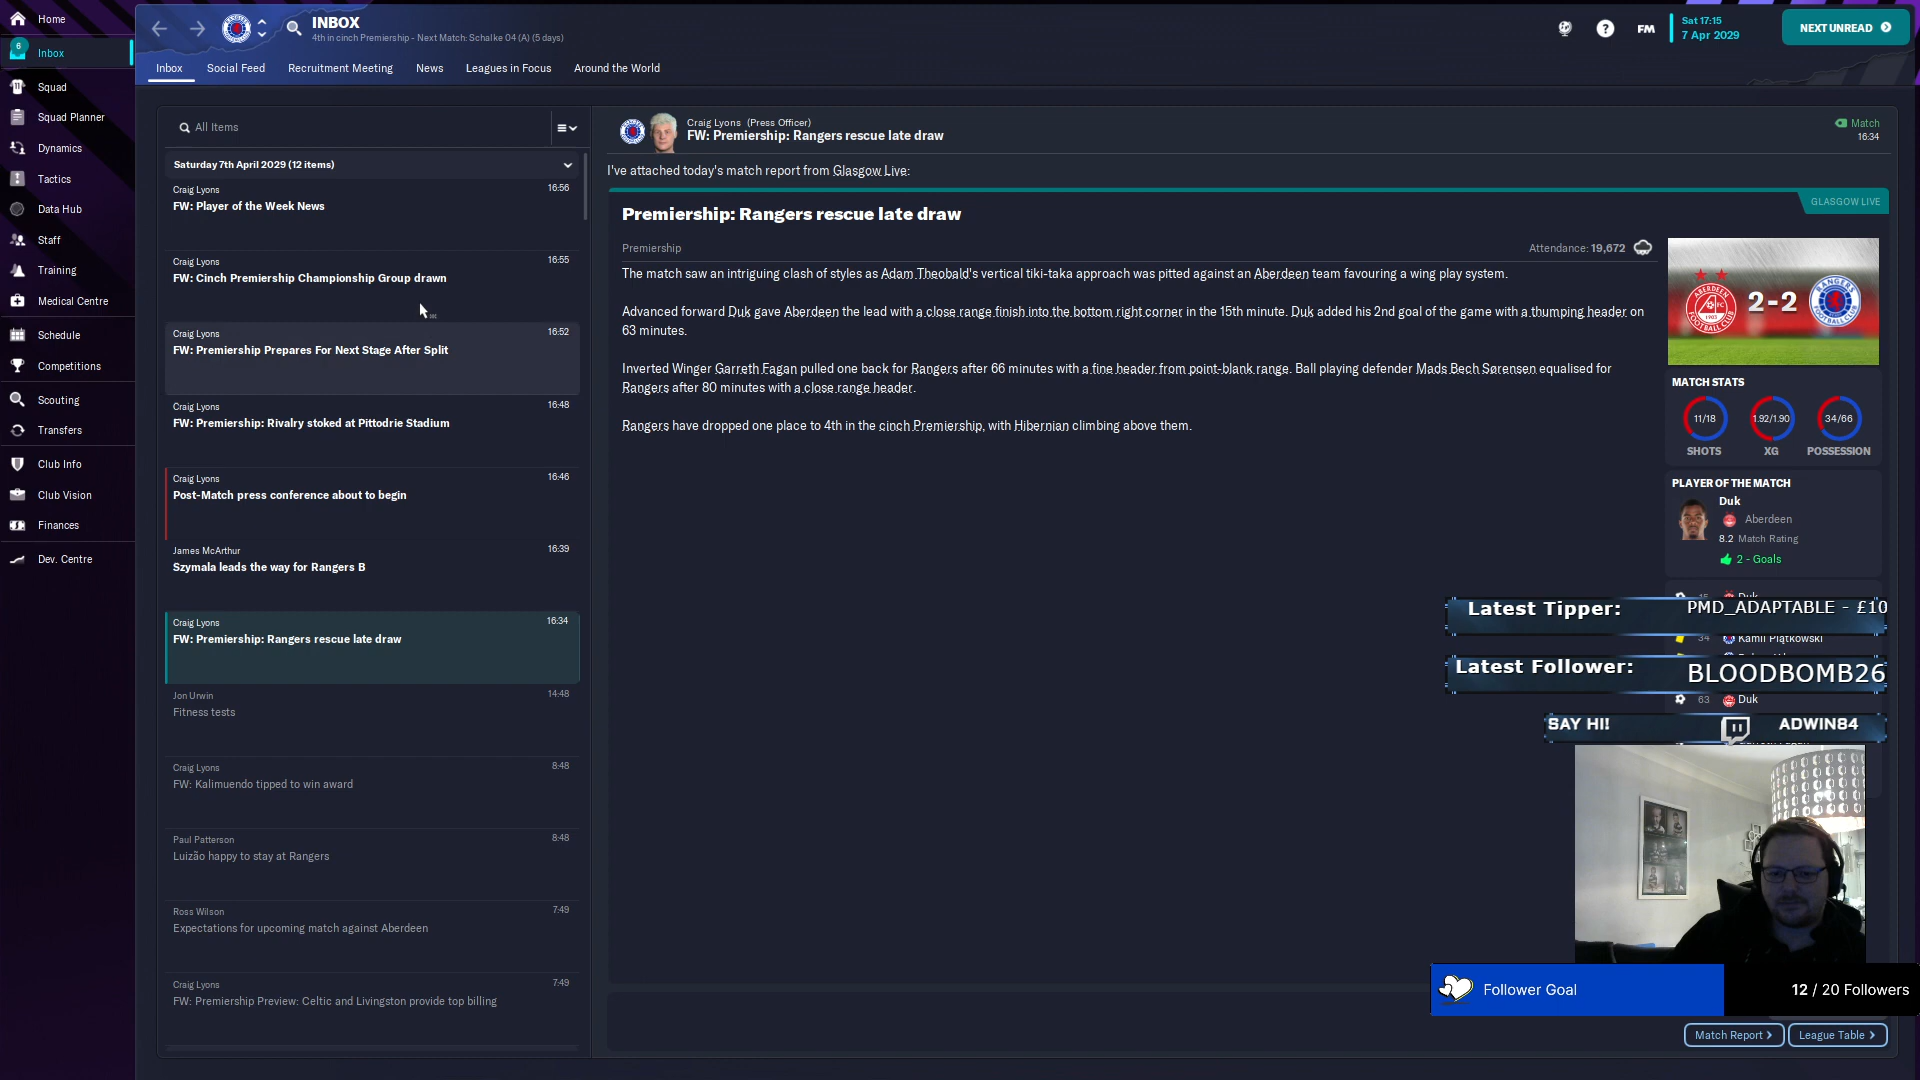 Home
6
Inbox
Squad
Squad Planner
Dynamics
Tactics
Data Hub
Staff
Training
Medical Centre
Schedule
Competitions
Scouting
Transfers
Club Info
Club Vision
Finances
Dev. Centre
INBOX
4th in cinch Premiership - Next Match: Schalke 04 (A) (5 days)
FM
Sat 17:15
7 Apr 2029
NEXT UNREAD
Inbox
Social Feed
Recruitment Meeting
News
Leagues in Focus
Around the World
All Items
Saturday 7th April 2029 (12 items)
Craig Lyons 16:56
FW: Player of the Week News
Craig Lyons 16:55
FW: Cinch Premiership Championship Group drawn
Craig Lyons 16:52
FW: Premiership Prepares For Next Stage After Split
Craig Lyons 16:48
FW: Premiership: Rivalry stoked at Pittodrie Stadium
Craig Lyons 16:46
Post-Match press conference about to begin
James McArthur 16:39
Szymala leads the way for Rangers B
Craig Lyons 16:34
FW: Premiership: Rangers rescue late draw
Jon Urwin 14:48
Fitness tests
Craig Lyons 8:48
FW: Kalimuendo tipped to win award
Paul Patterson 8:48
Luizão happy to stay at Rangers
Ross Wilson 7:49
Expectations for upcoming match against Aberdeen
Craig Lyons 7:49
FW: Premiership Preview: Celtic and Livingston provide top billing
Craig Lyons (Press Officer)
FW: Premiership: Rangers rescue late draw
Match
16:34
I've attached today's match report from Glasgow Live:
GLASGOW LIVE
Premiership: Rangers rescue late draw
Premiership
Attendance: 19,672
The match saw an intriguing clash of styles as Adam Theobald's vertical tiki-taka approach was pitted against an Aberdeen team favouring a wing play system.
Advanced forward Duk gave Aberdeen the lead with a close range finish into the bottom right corner in the 15th minute. Duk added his 2nd goal of the game with a thumping header on
63 minutes.
Inverted Winger Garreth Fagan pulled one back for Rangers after 66 minutes with a fine header from point-blank range. Ball playing defender Mads Bech Sørensen equalised for
Rangers after 80 minutes with a close range header.
Rangers have dropped one place to 4th in the cinch Premiership, with Hibernian climbing above them.
2-2
MATCH STATS
11/18
1.92/1.90
34/66
SHOTS
XG
POSSESSION
PLAYER OF THE MATCH
Duk
Aberdeen
8.2 Match Rating
2 - Goals
Latest Tipper: PMD_ADAPTABLE - £10
34 Kamil Piątkowski
Latest Follower: BLOODBOMB26
63 Duk
SAY HI! ADWIN84
Follower Goal
12 / 20 Followers
Match Report
League Table